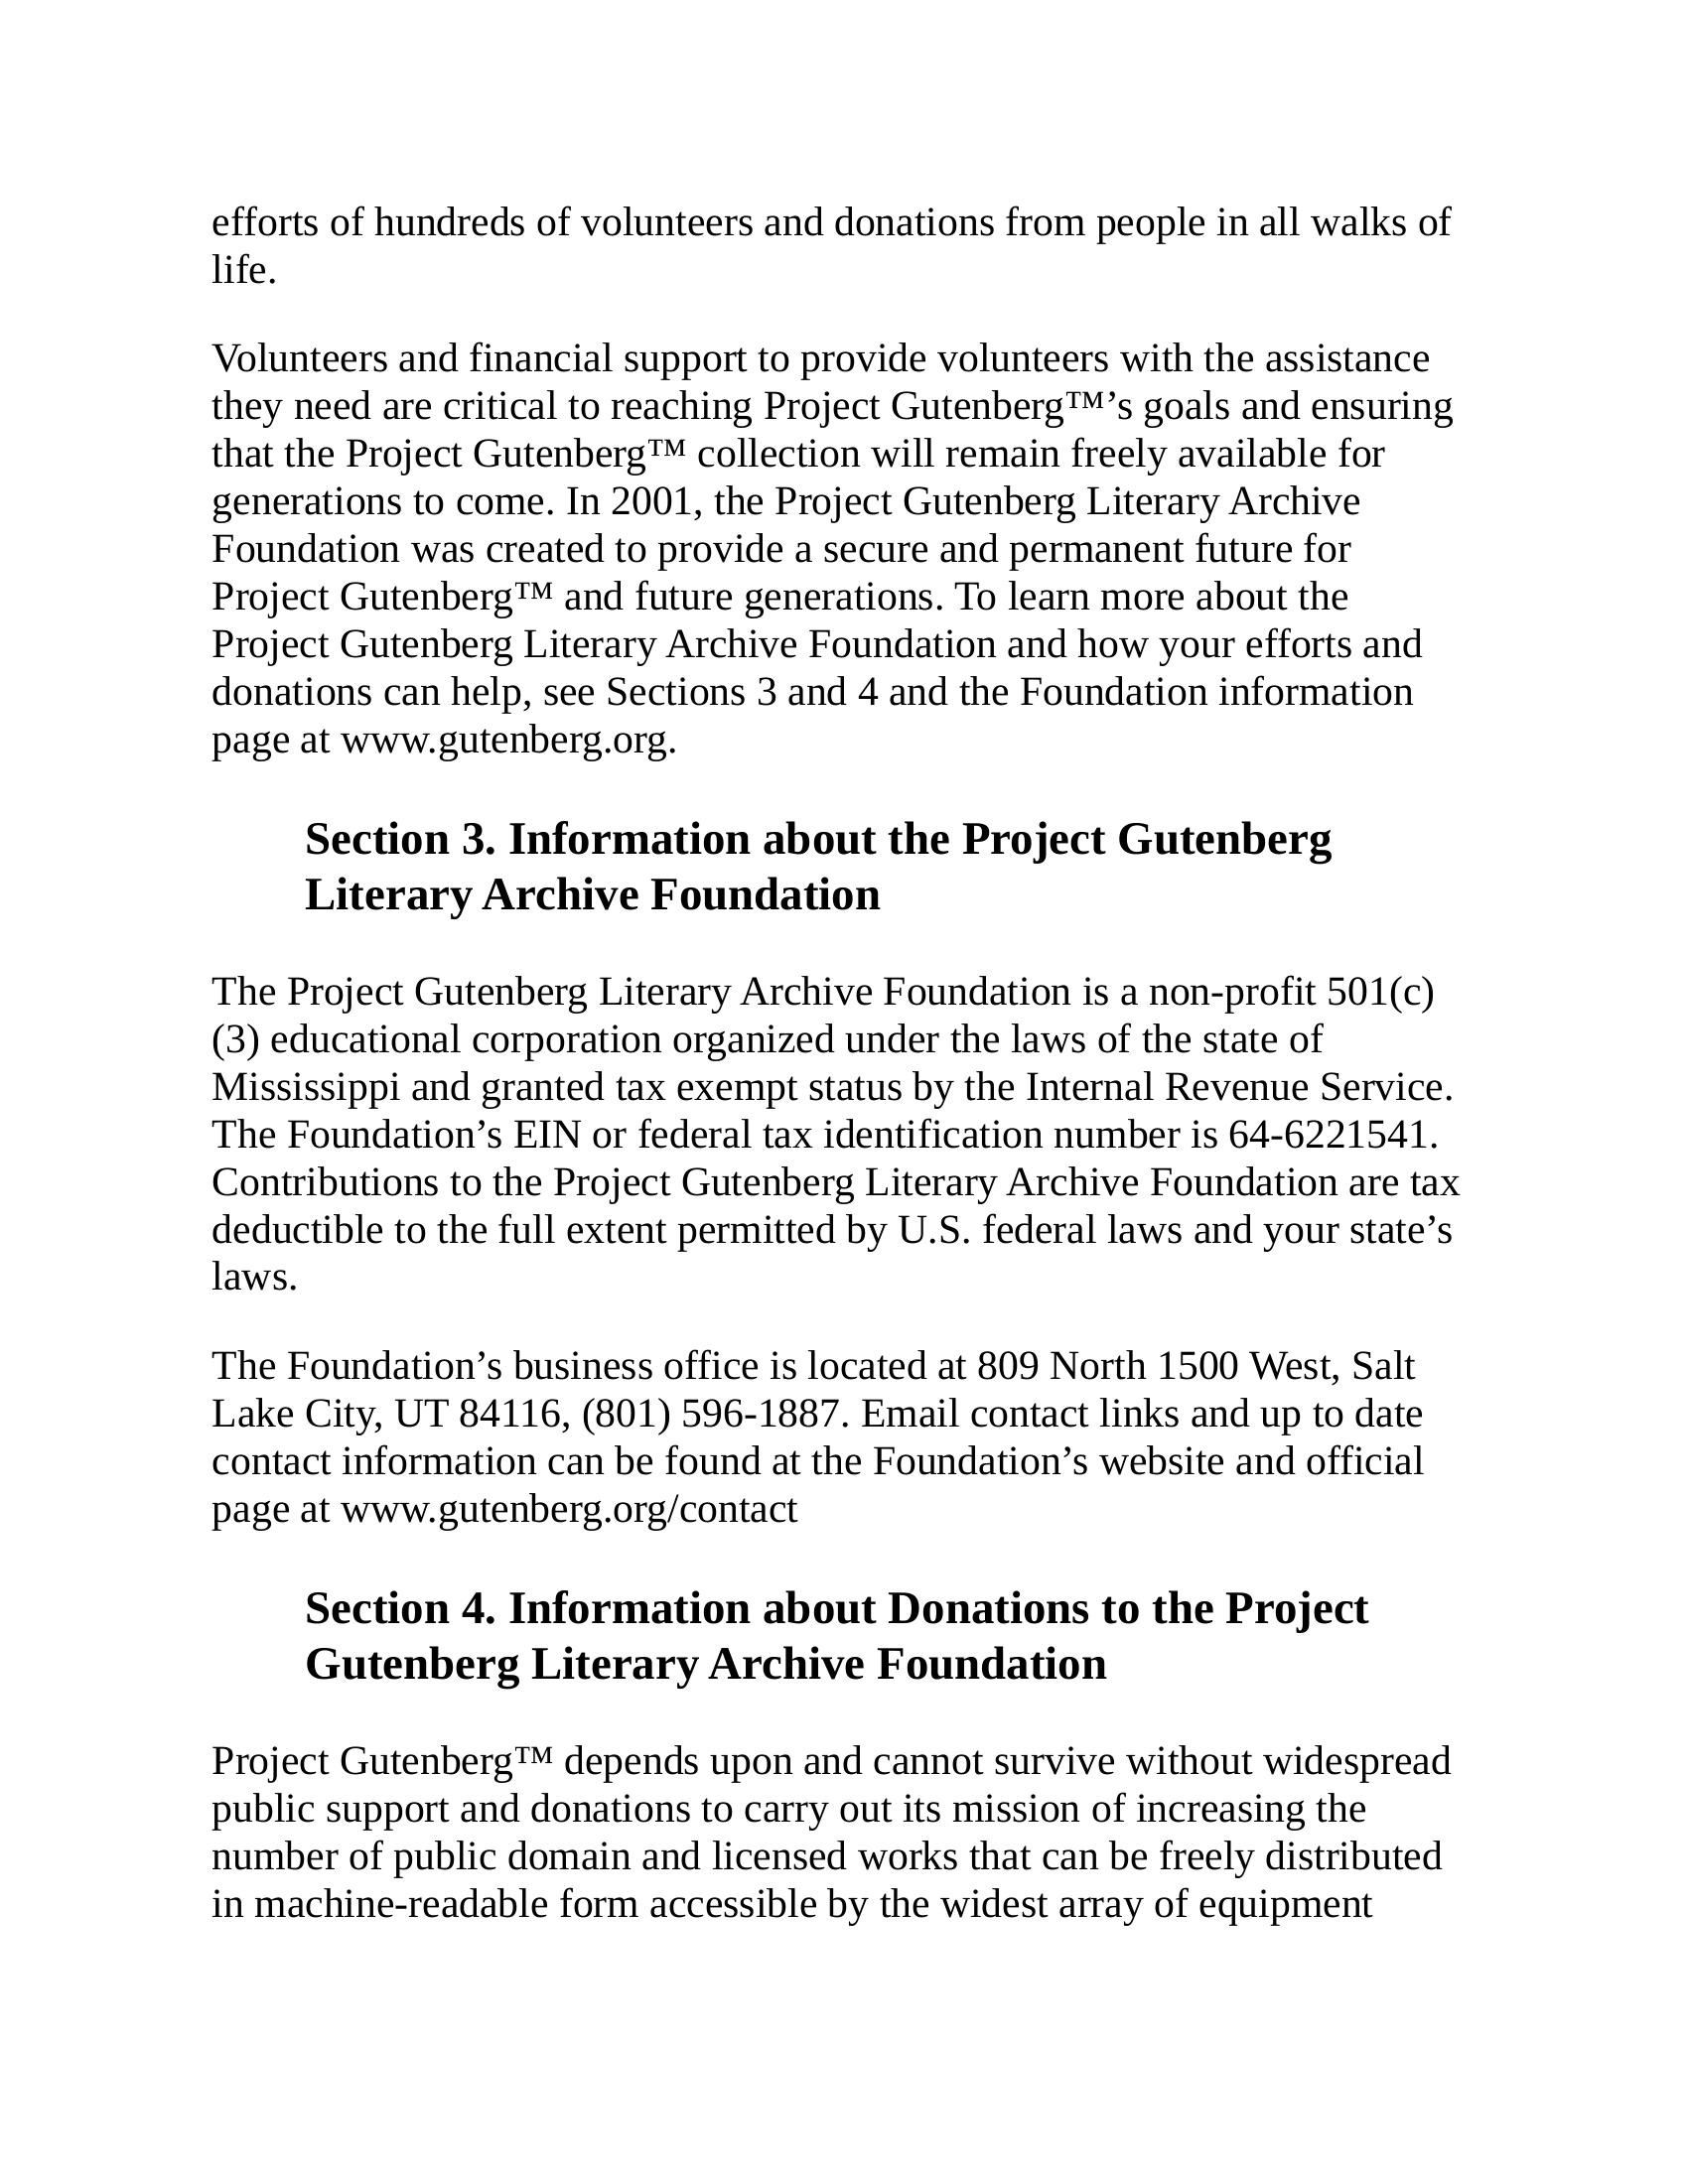 efforts of hundreds of volunteers and donations from people in all walks of
life.
Volunteers and financial support to provide volunteers with the assistance
they need are critical to reaching Project Gutenberg™’s goals and ensuring
that the Project Gutenberg™ collection will remain freely available for
generations to come. In 2001, the Project Gutenberg Literary Archive
Foundation was created to provide a secure and permanent future for
Project Gutenberg™ and future generations. To learn more about the
Project Gutenberg Literary Archive Foundation and how your efforts and
donations can help, see Sections 3 and 4 and the Foundation information
page at www.gutenberg.org.
Section 3. Information about the Project Gutenberg
Literary Archive Foundation
The Project Gutenberg Literary Archive Foundation is a non-profit 501(c)
(3) educational corporation organized under the laws of the state of
Mississippi and granted tax exempt status by the Internal Revenue Service.
The Foundation’s EIN or federal tax identification number is 64-6221541.
Contributions to the Project Gutenberg Literary Archive Foundation are tax
deductible to the full extent permitted by U.S. federal laws and your state’s
laws.
The Foundation’s business office is located at 809 North 1500 West, Salt
Lake City, UT 84116, (801) 596-1887. Email contact links and up to date
contact information can be found at the Foundation’s website and official
page at www.gutenberg.org/contact
Section 4. Information about Donations to the Project
Gutenberg Literary Archive Foundation
Project Gutenberg™ depends upon and cannot survive without widespread
public support and donations to carry out its mission of increasing the
number of public domain and licensed works that can be freely distributed
in machine-readable form accessible by the widest array of equipment